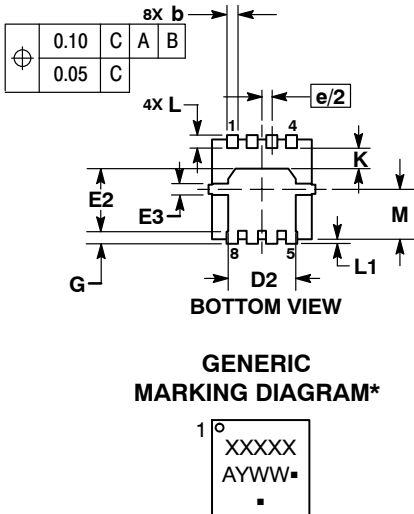 8X b
⌖ 0.10 C A B
0.05 C
4X L
e/2
1 4
K
E2
E3
M
G
8 5
D2
L1
BOTTOM VIEW
GENERIC
MARKING DIAGRAM*
1
XXXXX
AYWW▪
▪